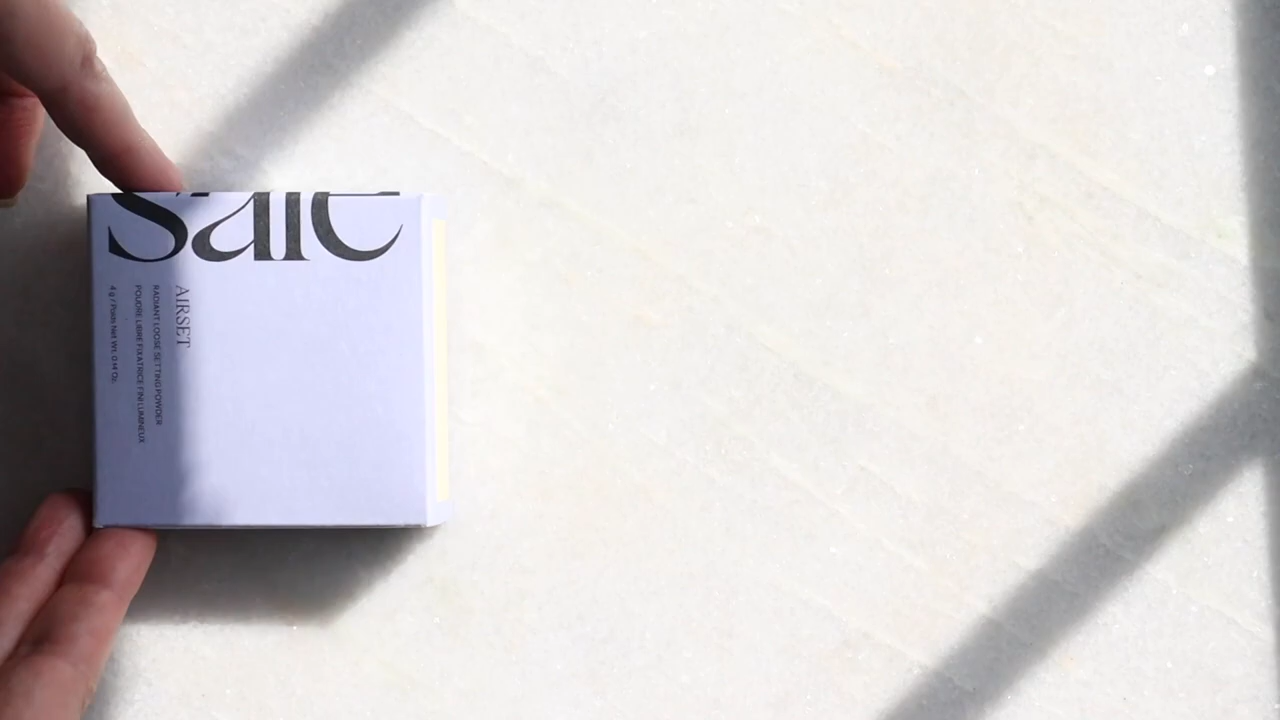 saie
AIRSET
RADIANT LOOSE SETTING POWDER
POUDRE LIBRE FIXATRICE FINI LUMINEUX
4 g / Poids Net Wt. 0.14 Oz.